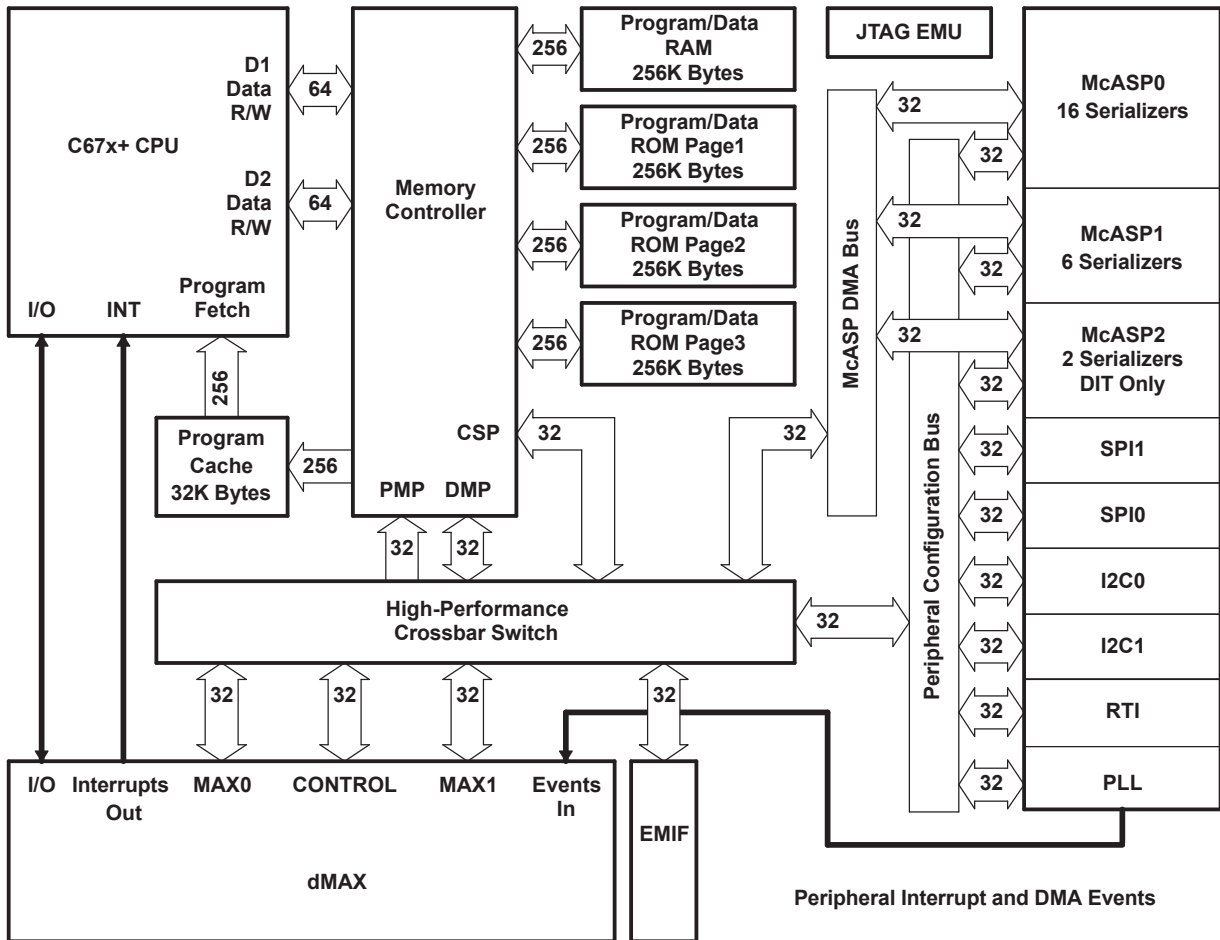 C67x+ CPU
D1
Data
R/W
D2
Data
R/W
I/O
INT
Program
Fetch
64
64
256
Program
Cache
32K Bytes
256
Memory
Controller
CSP
PMP
DMP
32
32
32
256
Program/Data
RAM
256K Bytes
256
Program/Data
ROM Page1
256K Bytes
256
Program/Data
ROM Page2
256K Bytes
256
Program/Data
ROM Page3
256K Bytes
JTAG EMU
McASP DMA Bus
32
Peripheral Configuration Bus
32
32
32
McASP0
16 Serializers
32
32
McASP1
6 Serializers
32
32
McASP2
2 Serializers
DIT Only
32
SPI1
32
SPI0
32
I2C0
32
I2C1
32
RTI
32
PLL
High-Performance
Crossbar Switch
32
32
32
32
I/O
Interrupts
Out
MAX0
CONTROL
MAX1
Events
In
dMAX
EMIF
Peripheral Interrupt and DMA Events